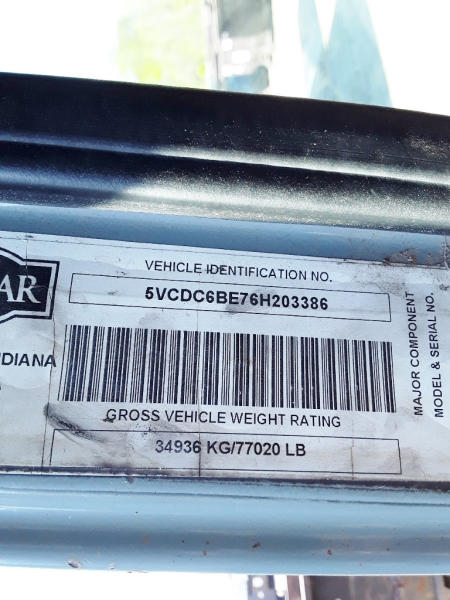 VEHICLE IDENTIFICATION NO.
5VCDC6BE76H203386
AR
DIANA
GROSS VEHICLE WEIGHT RATING
34936 KG/77020 LB
MAJOR COMPONENT
MODEL & SERIAL NO.